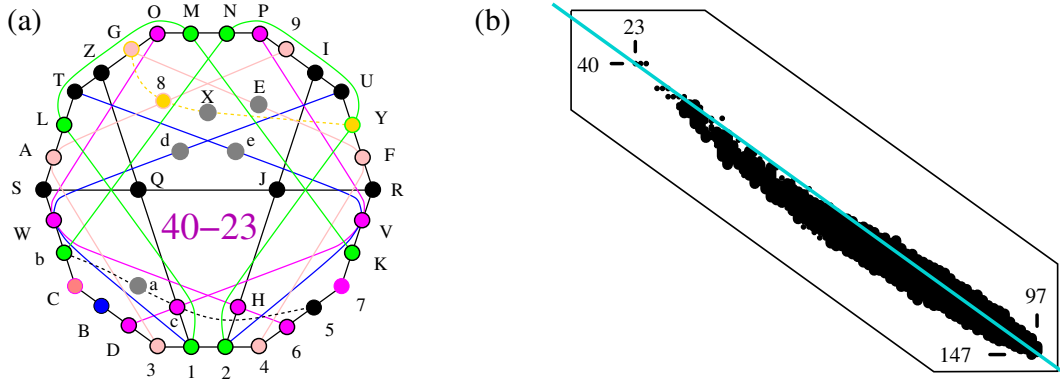 (a)
O M N P
G 9
Z I
T U
8 X E
L Y
d e
A F
S Q J R
40–23
W V
b K
a
C 7
c H
B 5
D 6
3 1 2 4
(b)
23
40
97
147